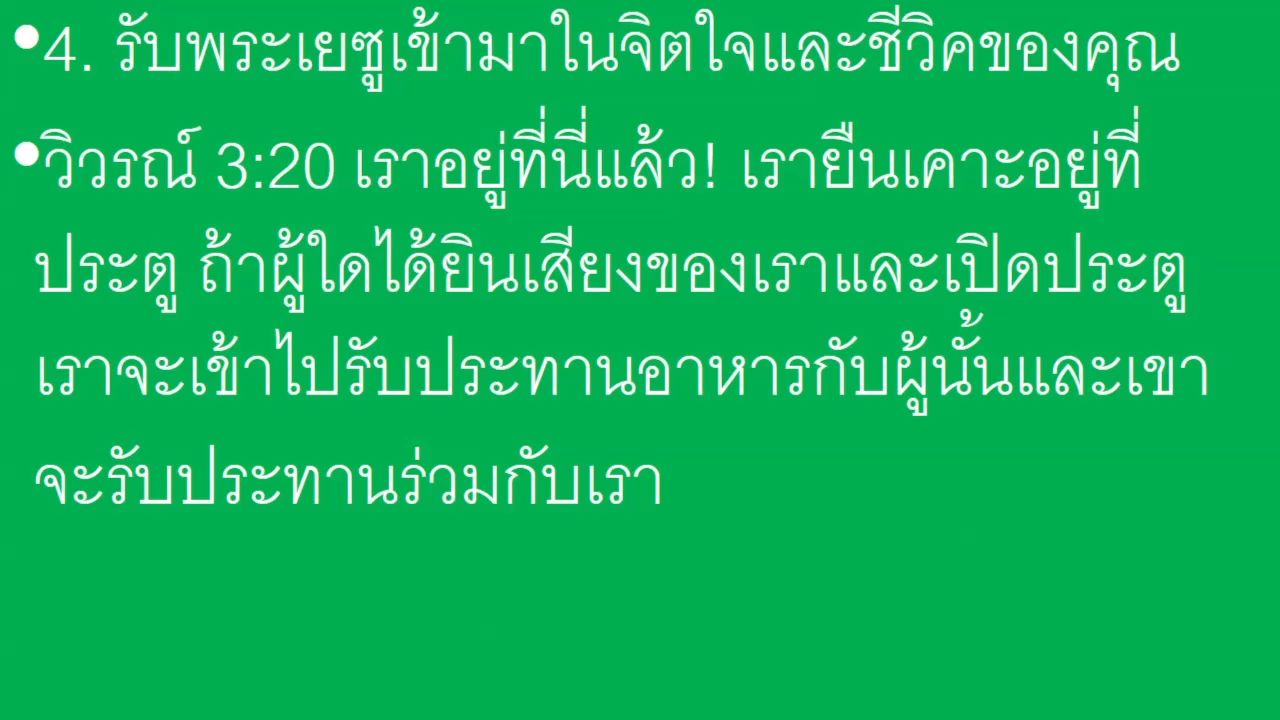 •4. รับพระเยซูเข้ามาในจิตใจและชีวิคของคุณ
•วิวรณ์ 3:20 เราอยู่ที่นี่แล้ว! เรายืนเคาะอยู่ที่
ประตู ถ้าผู้ใดได้ยินเสียงของเราและเปิดประตู
เราจะเข้าไปรับประทานอาหารกับผู้นั้นและเขา
จะรับประทานร่วมกับเรา